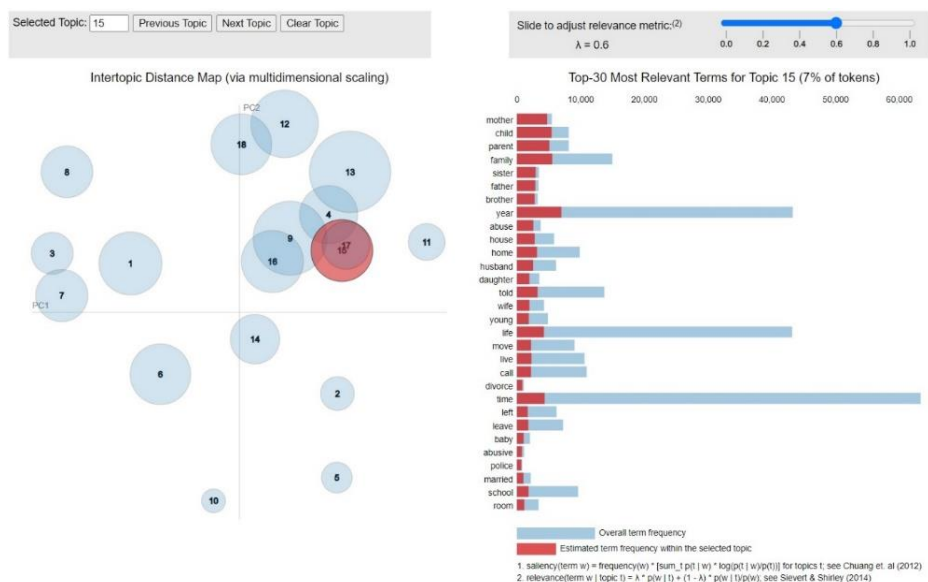 Selected Topic: 15 Previous Topic Next Topic Clear Topic
Slide to adjust relevance metric:(2)
λ = 0.6
0.0 0.2 0.4 0.6 0.8 1.0
Intertopic Distance Map (via multidimensional scaling)
PC2
PC1
12
18
8
13
4
9
17
15
11
3
1
16
7
14
6
2
5
10
Top-30 Most Relevant Terms for Topic 15 (7% of tokens)
0 10,000 20,000 30,000 40,000 50,000 60,000
mother
child
parent
family
sister
father
brother
year
abuse
house
home
husband
daughter
told
wife
young
life
move
live
call
divorce
time
left
leave
baby
abusive
police
married
school
room
Overall term frequency
Estimated term frequency within the selected topic
1. saliency(term w) = frequency(w) * [sum_t p(t | w) * log(p(t | w)/p(t))] for topics t; see Chuang et. al (2012)
2. relevance(term w | topic t) = λ * p(w | t) + (1 - λ) * p(w | t)/p(w); see Sievert & Shirley (2014)